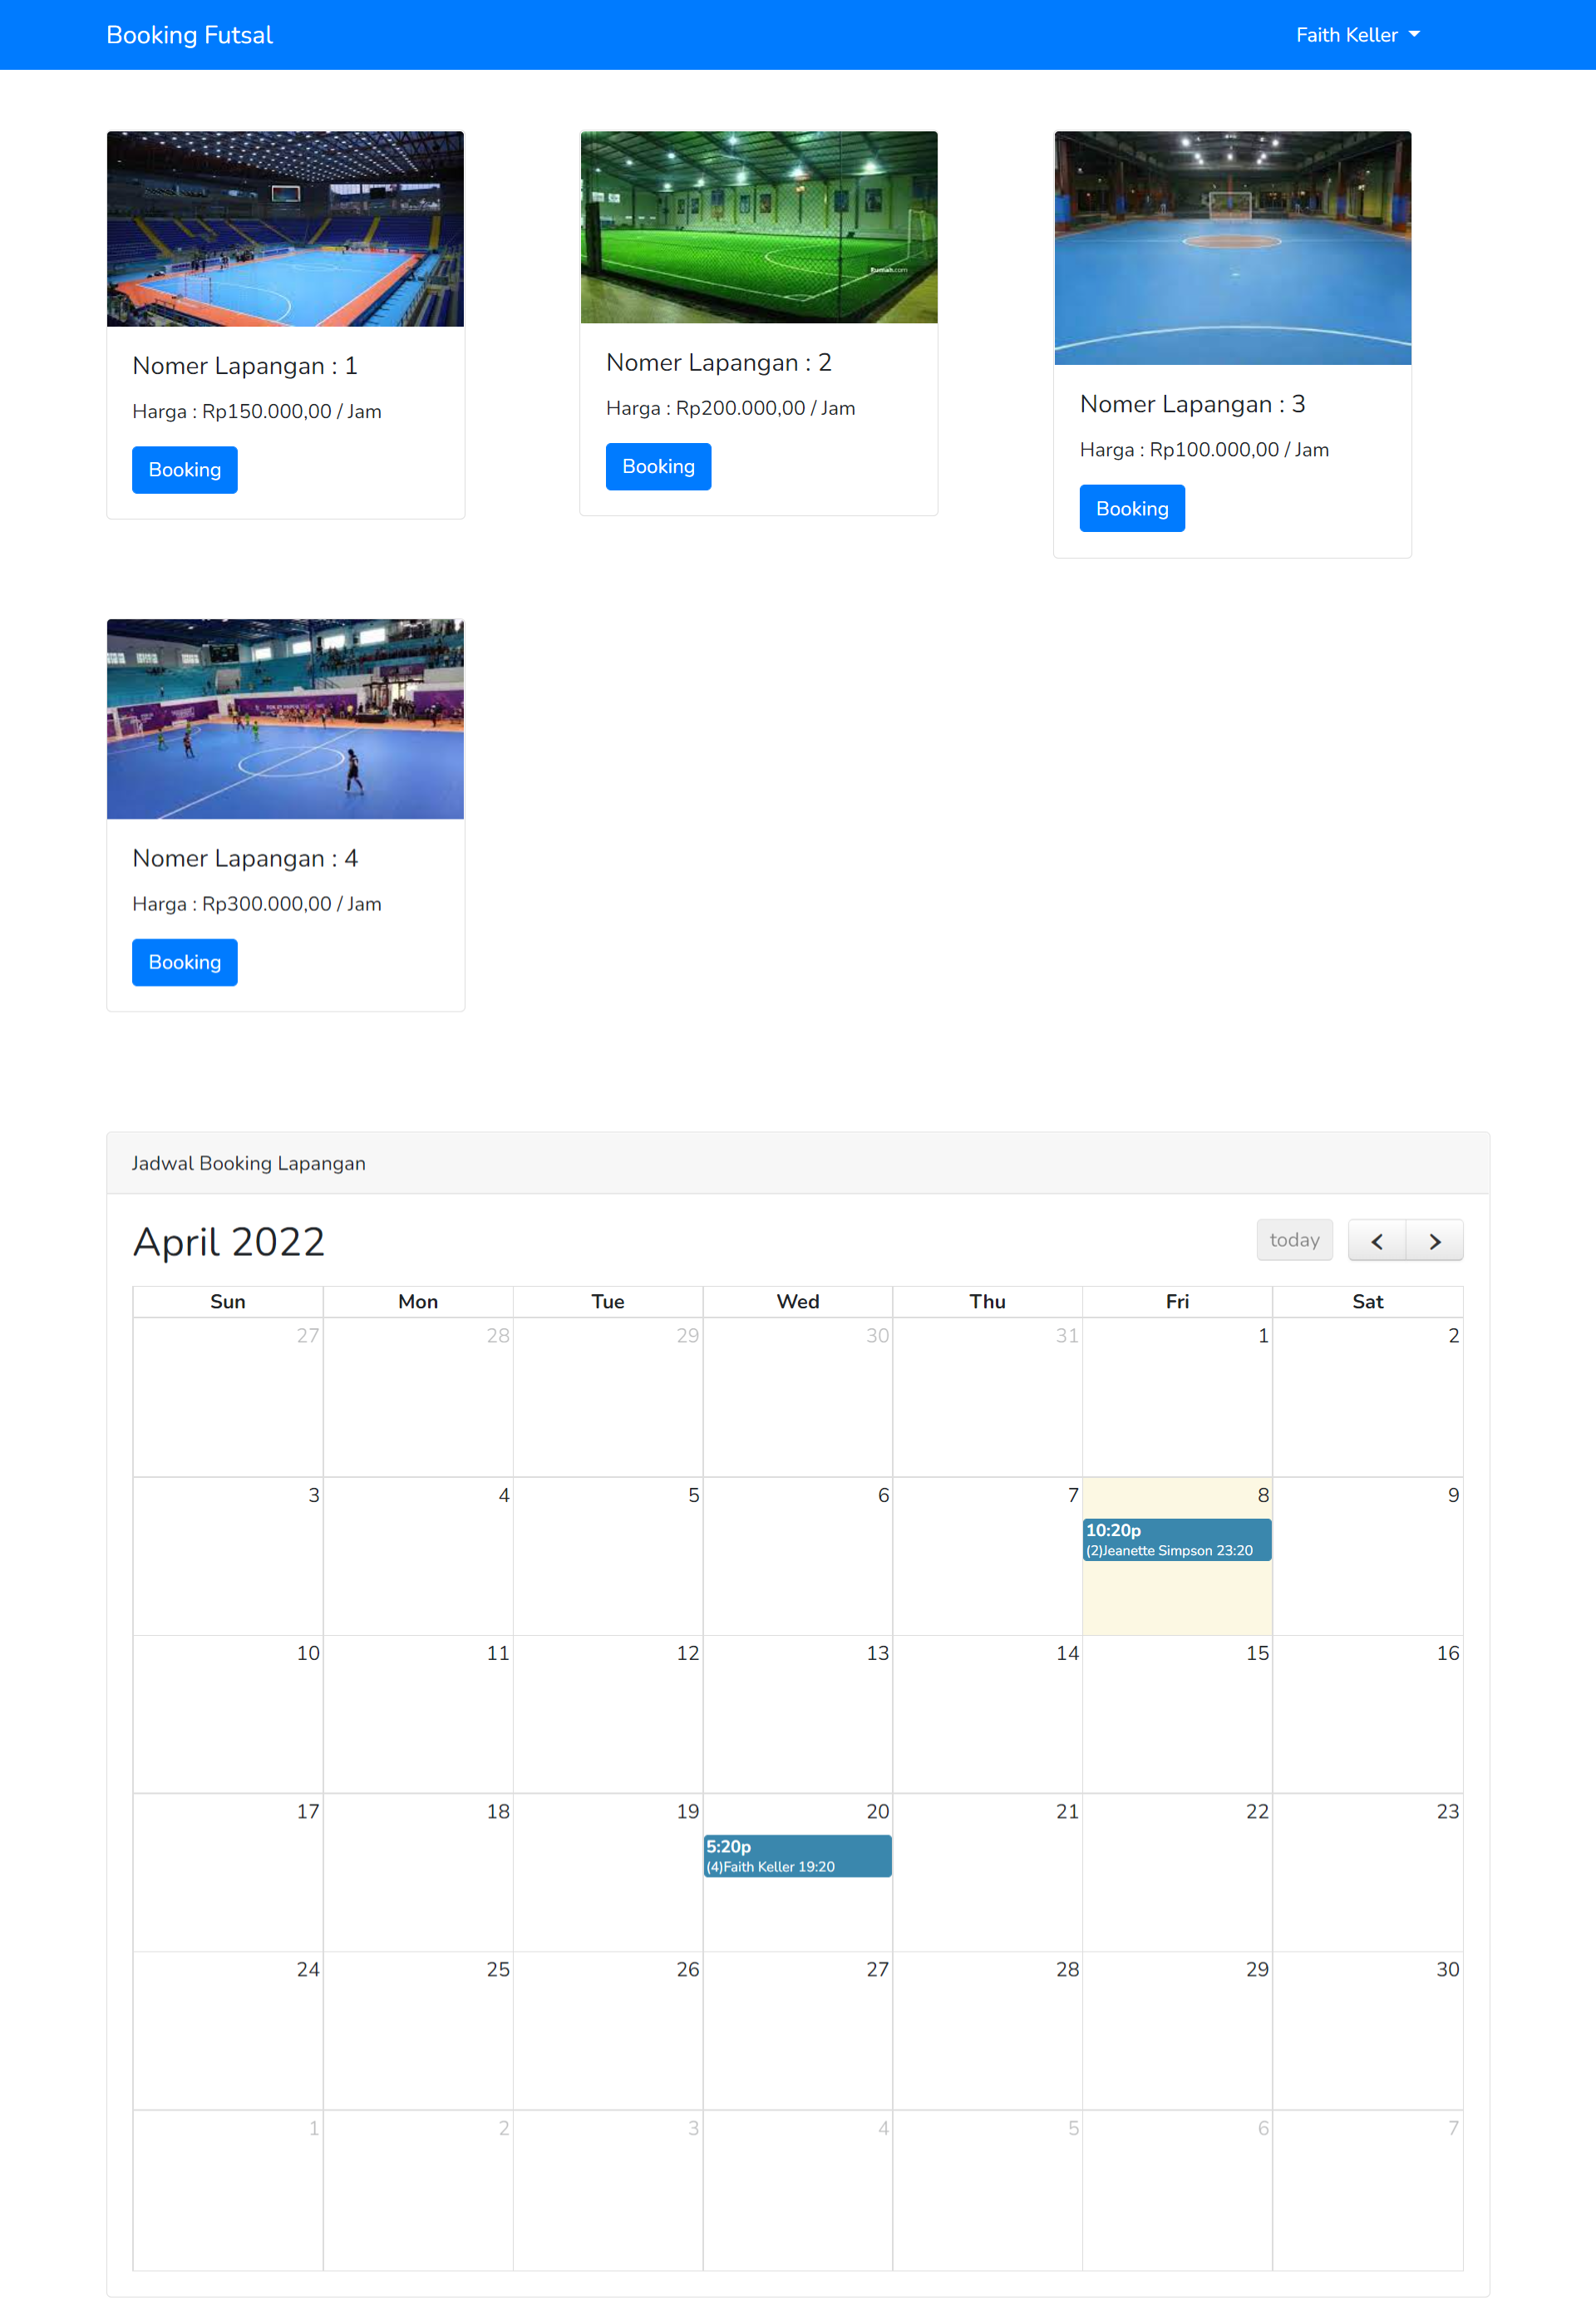 Booking Futsal
Faith Keller
Rumah.com
Nomer Lapangan : 1
Harga : Rp150.000,00 / Jam
Booking
Nomer Lapangan : 2
Harga : Rp200.000,00 / Jam
Booking
Nomer Lapangan : 3
Harga : Rp100.000,00 / Jam
Booking
Nomer Lapangan : 4
Harga : Rp300.000,00 / Jam
Booking
Jadwal Booking Lapangan
April 2022
today
Sun Mon Tue Wed Thu Fri Sat
27 28 29 30 31 1 2
3 4 5 6 7 8 9
10:20p
(2)Jeanette Simpson 23:20
10 11 12 13 14 15 16
17 18 19 20 21 22 23
5:20p
(4)Faith Keller 19:20
24 25 26 27 28 29 30
1 2 3 4 5 6 7